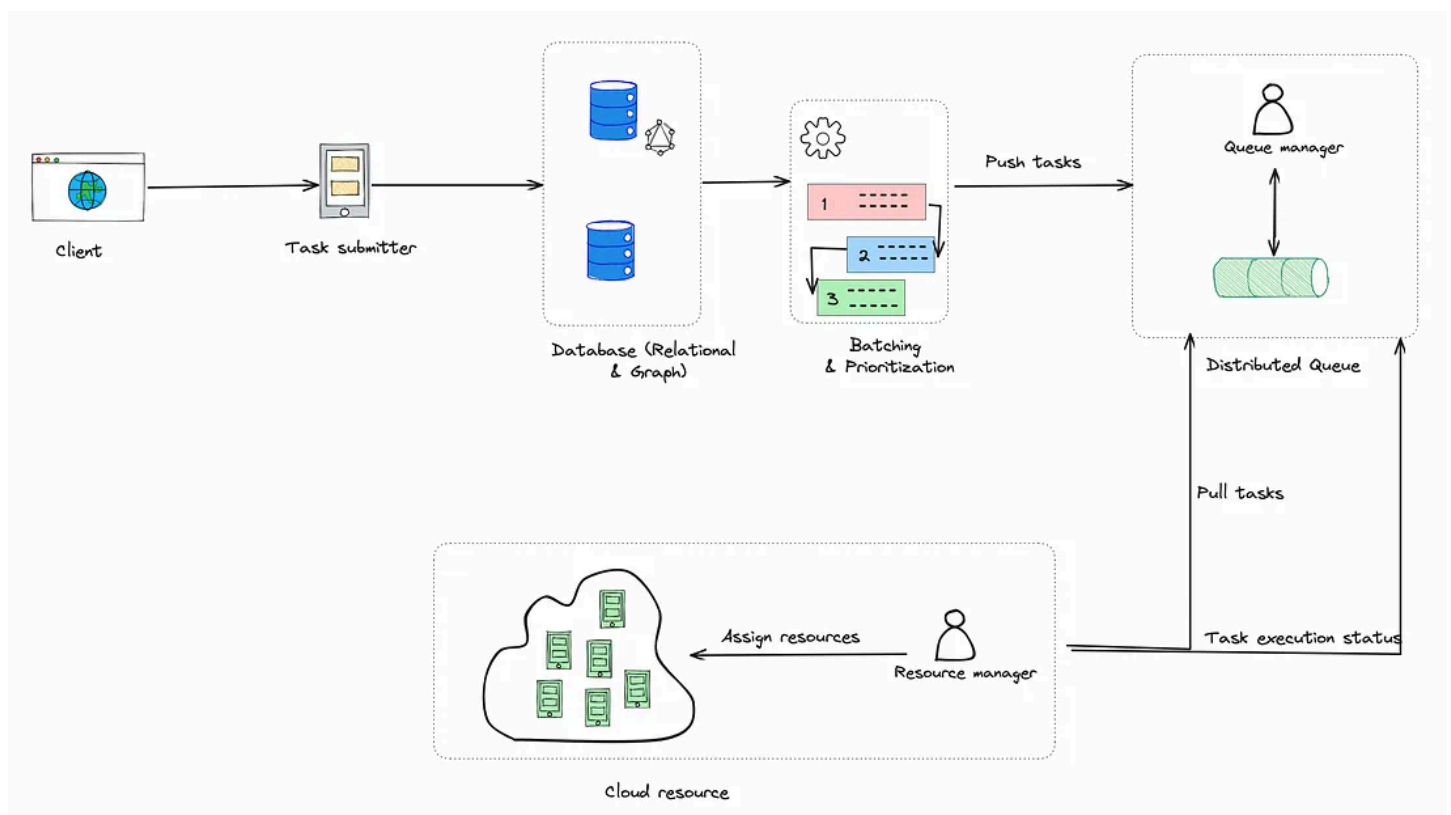 Client
Task submitter
Database (Relational
& Graph)
1
2
3
Batching
& Prioritization
Push tasks
Queue manager
Distributed Queue
Pull tasks
Task execution status
Assign resources
Resource manager
Cloud resource